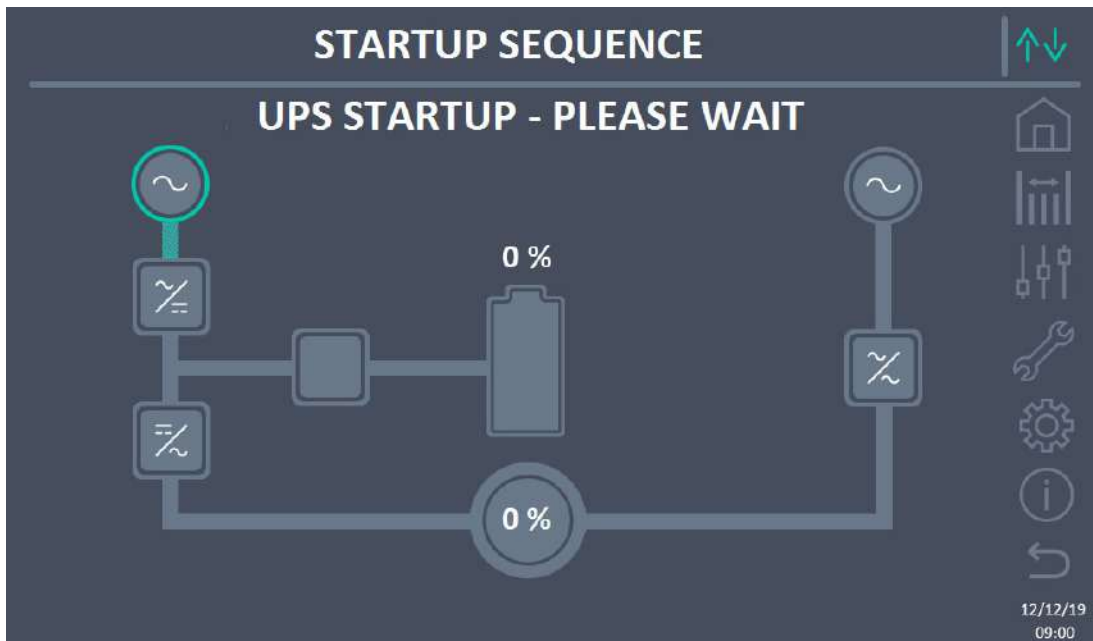 STARTUP SEQUENCE
UPS STARTUP - PLEASE WAIT
0 %
0 %
12/12/19
09:00